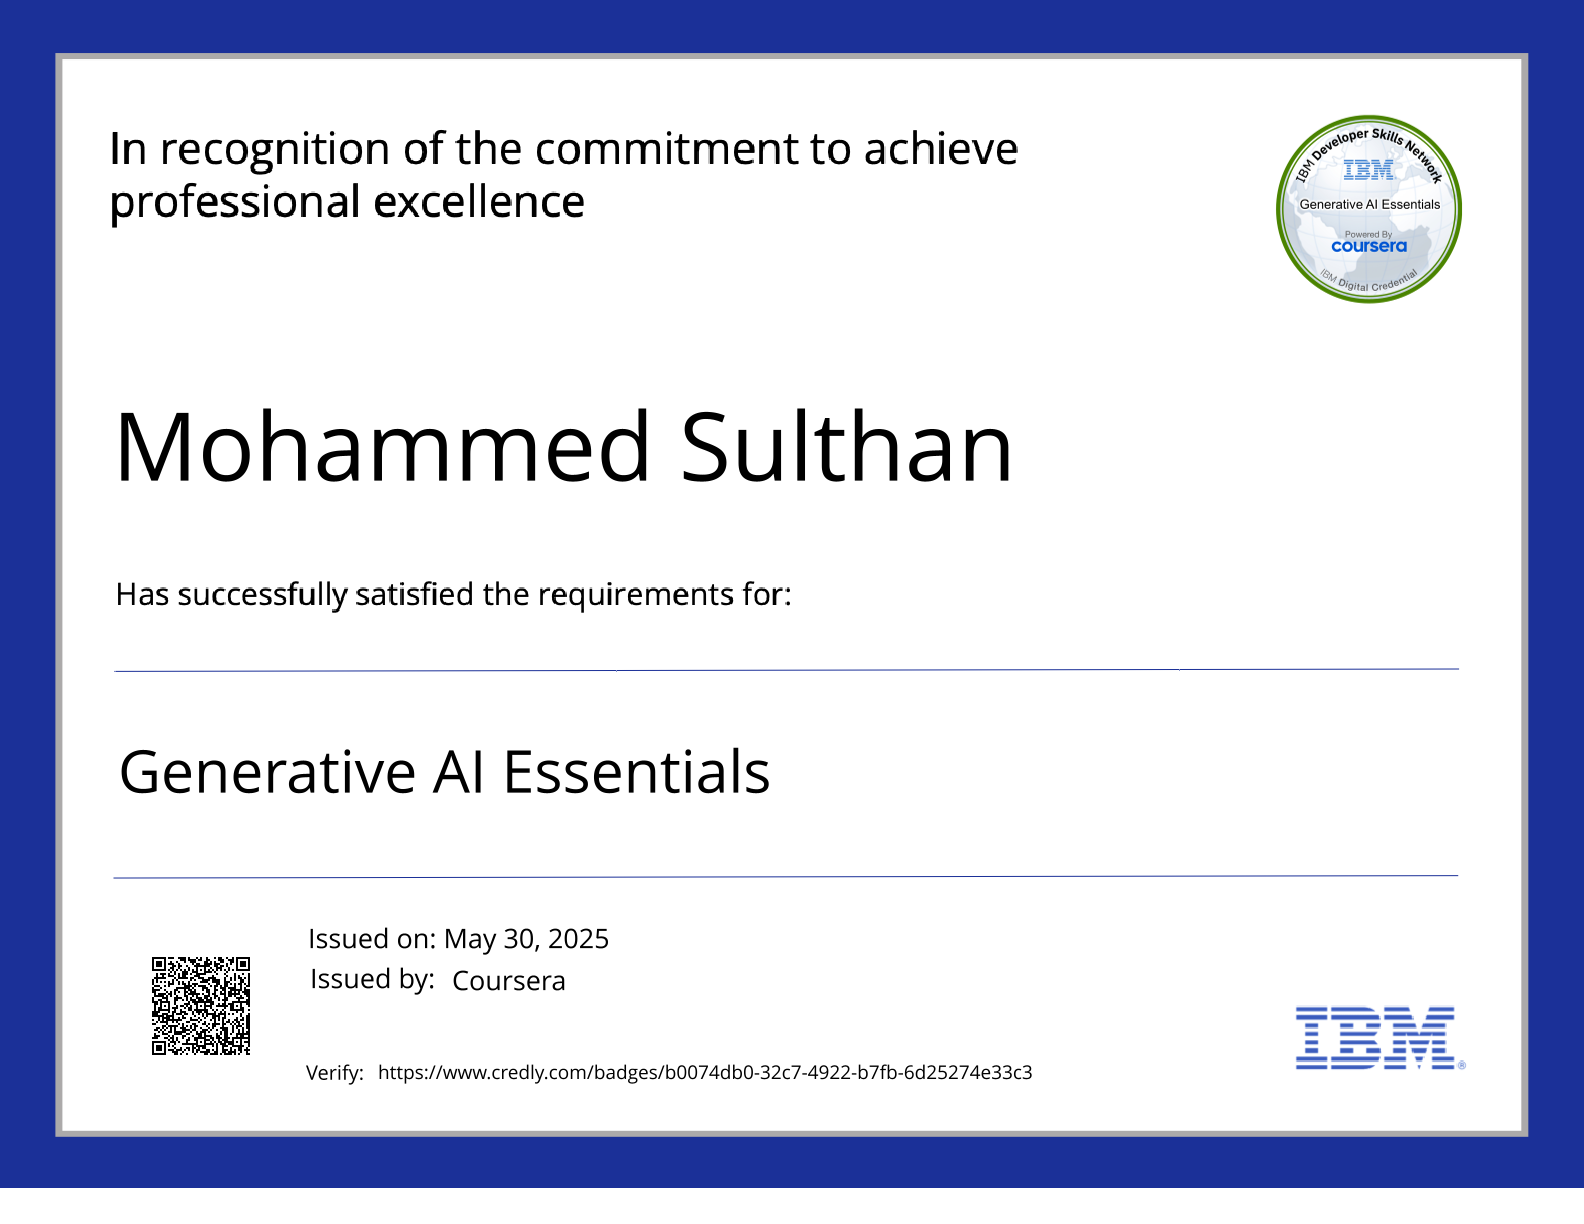 In recognition of the commitment to achieve
professional excellence
IBM Developer Skills Network
IBM
Generative AI Essentials
Powered By
coursera
IBM Digital Credential
Mohammed Sulthan
Has successfully satisfied the requirements for:
Generative AI Essentials
Issued on: May 30, 2025
Issued by: Coursera
Verify: https://www.credly.com/badges/b0074db0-32c7-4922-b7fb-6d25274e33c3
IBM®